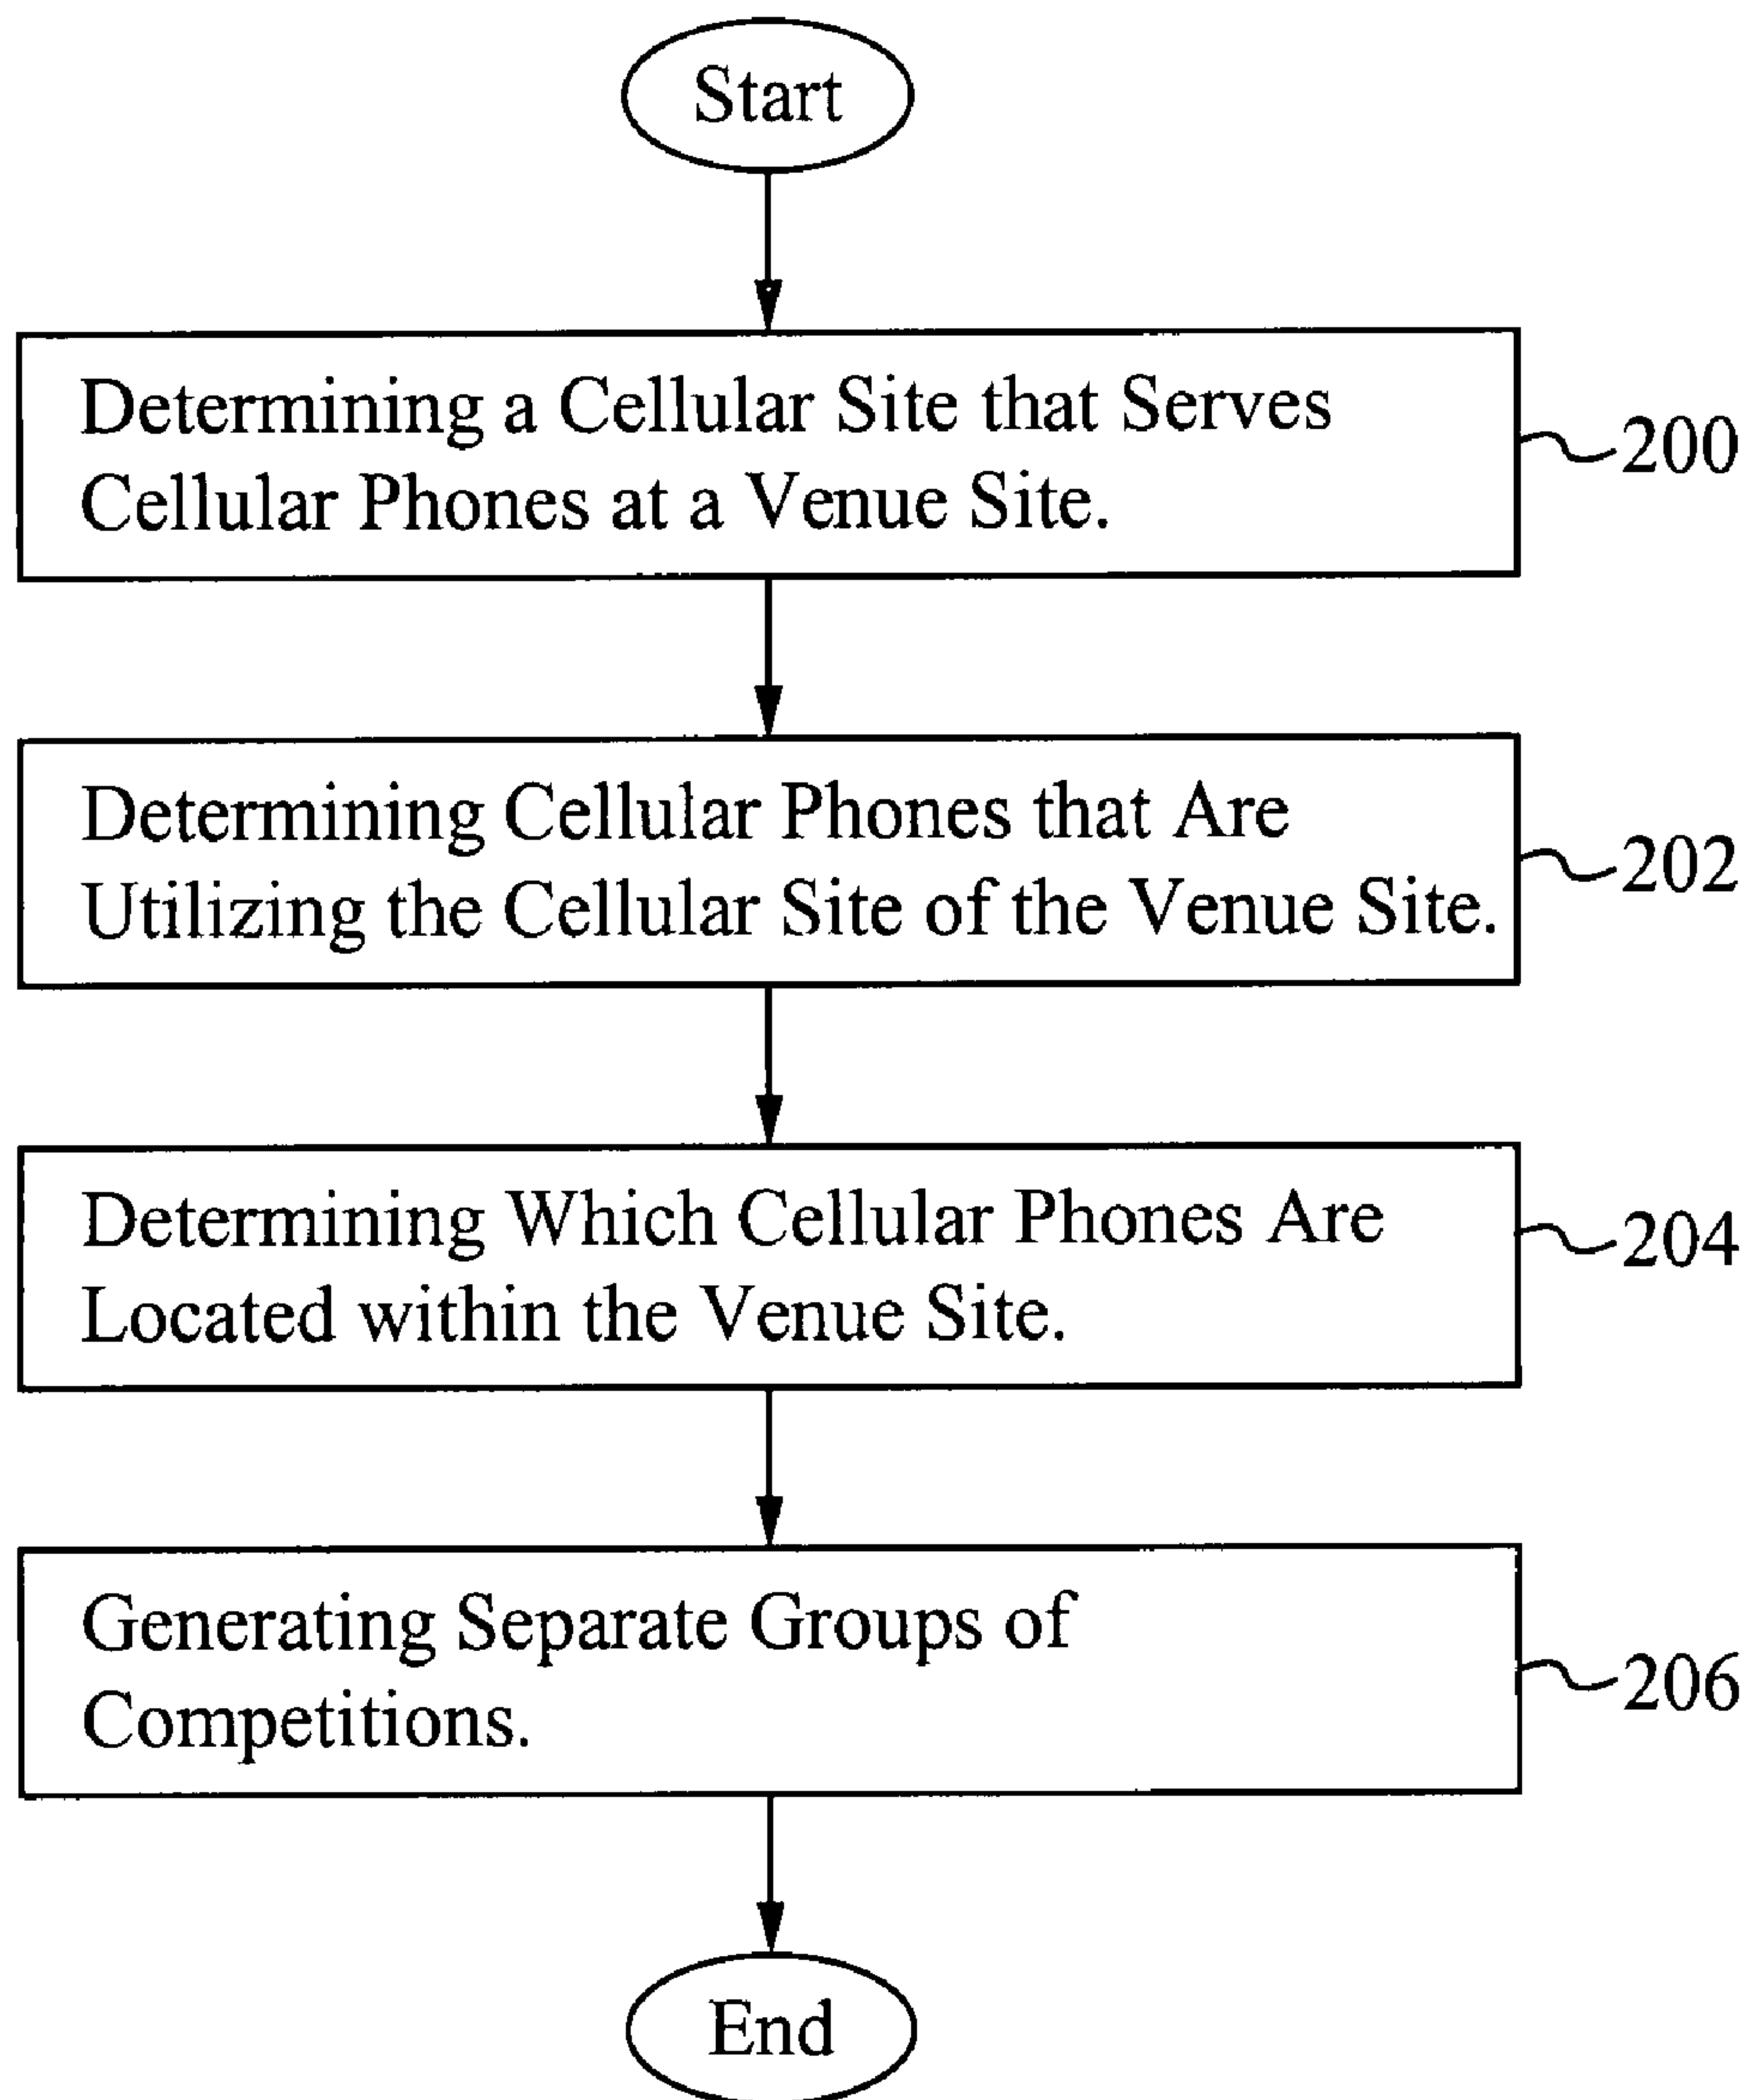 Start
Determining a Cellular Site that Serves
Cellular Phones at a Venue Site.
200
Determining Cellular Phones that Are
Utilizing the Cellular Site of the Venue Site.
202
Determining Which Cellular Phones Are
Located within the Venue Site.
204
Generating Separate Groups of
Competitions.
206
End